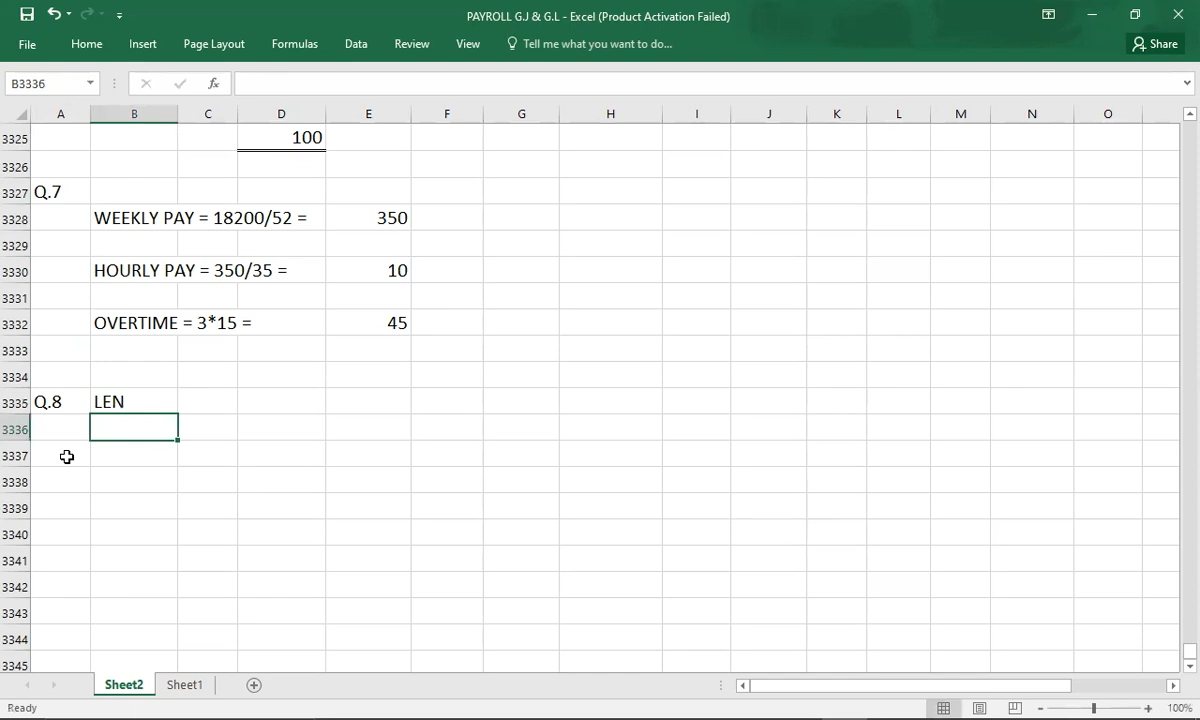 PAYROLL G.J & G.L - Excel (Product Activation Failed)
File Home Insert Page Layout Formulas Data Review View Tell me what you want to do... Share
B3336 fx
A B C D E F G H I J K L M N O
3325 100
3326
3327 Q.7
3328 WEEKLY PAY = 18200/52 = 350
3329
3330 HOURLY PAY = 350/35 = 10
3331
3332 OVERTIME = 3*15 = 45
3333
3334
3335 Q.8 LEN
3336
3337
3338
3339
3340
3341
3342
3343
3344
3345
Sheet2 Sheet1
Ready 100%